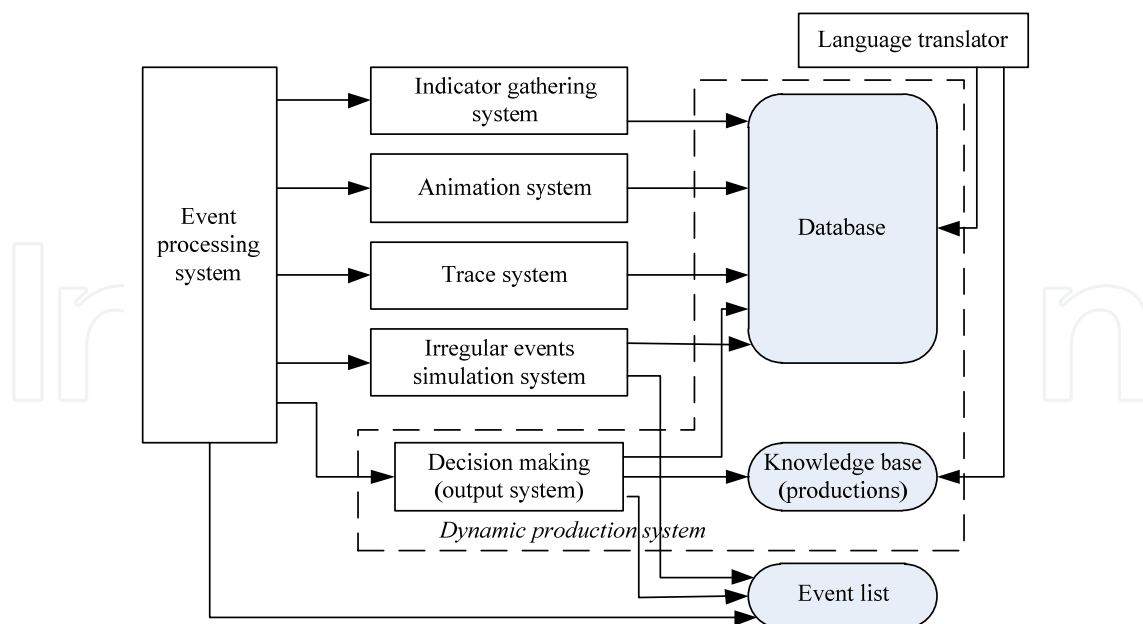 Language translator
Indicator gathering
system
Event
processing
system
Animation system
Database
Trace system
Irregular events
simulation system
Decision making
(output system)
Knowledge base
(productions)
Dynamic production system
Event list